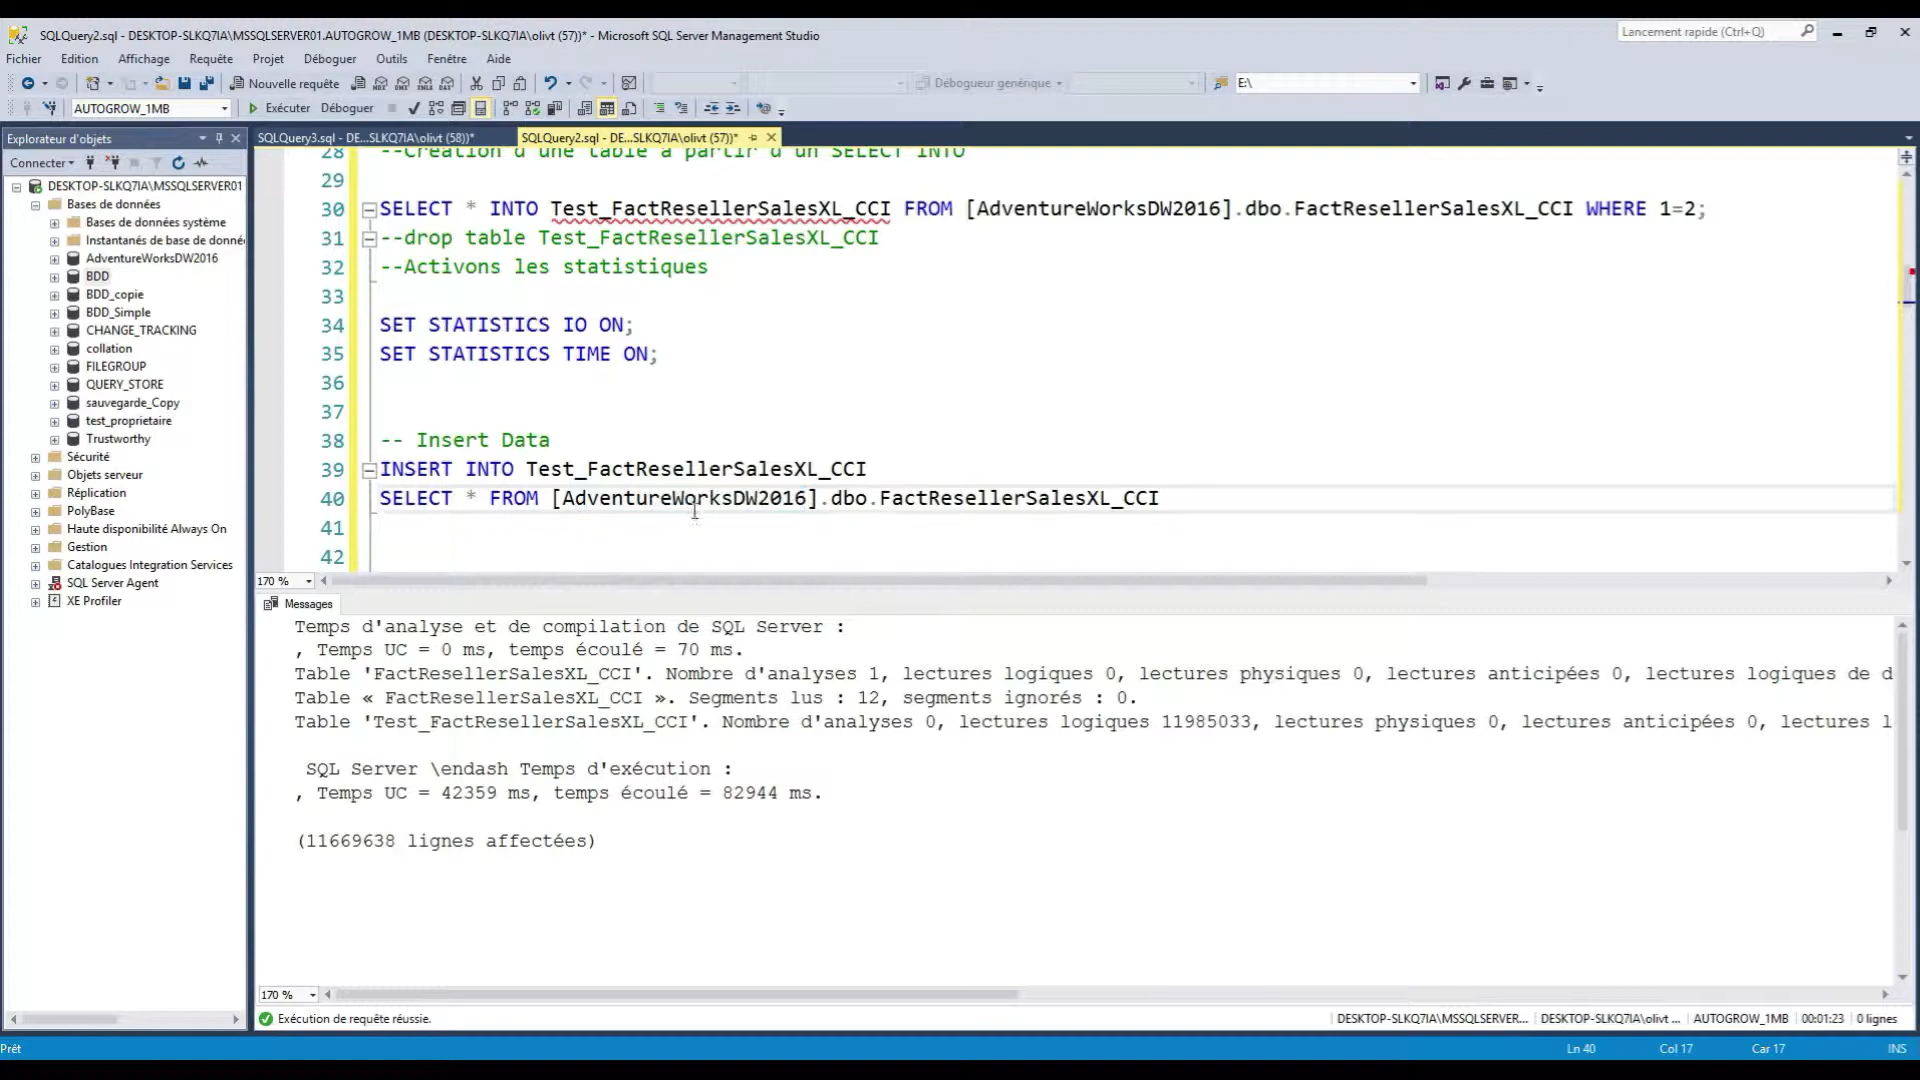 SQLQuery2.sql - DESKTOP-SLKQ7IA\MSSQLSERVER01.AUTOGROW_1MB (DESKTOP-SLKQ7IA\olivt (57))* - Microsoft SQL Server Management Studio
Lancement rapide (Ctrl+Q)
Fichier Edition Affichage Requête Projet Déboguer Outils Fenêtre Aide
Nouvelle requête Débogueur générique E:\
AUTOGROW_1MB Exécuter Déboguer
Explorateur d'objets
SQLQuery3.sql - DE...SLKQ7IA\olivt (58))* SQLQuery2.sql - DE...SLKQ7IA\olivt (57))*
Connecter
DESKTOP-SLKQ7IA\MSSQLSERVER01
Bases de données
Bases de données système
Instantanés de base de donné
AdventureWorksDW2016
BDD
BDD_copie
BDD_Simple
CHANGE_TRACKING
collation
FILEGROUP
QUERY_STORE
sauvegarde_Copy
test_proprietaire
Trustworthy
Sécurité
Objets serveur
Réplication
PolyBase
Haute disponibilité Always On
Gestion
Catalogues Integration Services
SQL Server Agent
XE Profiler
28 --Création d'une table à partir d'un SELECT INTO
29
30 SELECT * INTO Test_FactResellerSalesXL_CCI FROM [AdventureWorksDW2016].dbo.FactResellerSalesXL_CCI WHERE 1=2;
31 --drop table Test_FactResellerSalesXL_CCI
32 --Activons les statistiques
33
34 SET STATISTICS IO ON;
35 SET STATISTICS TIME ON;
36
37
38 -- Insert Data
39 INSERT INTO Test_FactResellerSalesXL_CCI
40 SELECT * FROM [AdventureWorksDW2016].dbo.FactResellerSalesXL_CCI
41
42
170 %
Messages
Temps d'analyse et de compilation de SQL Server :
, Temps UC = 0 ms, temps écoulé = 70 ms.
Table 'FactResellerSalesXL_CCI'. Nombre d'analyses 1, lectures logiques 0, lectures physiques 0, lectures anticipées 0, lectures logiques de d
Table « FactResellerSalesXL_CCI ». Segments lus : 12, segments ignorés : 0.
Table 'Test_FactResellerSalesXL_CCI'. Nombre d'analyses 0, lectures logiques 11985033, lectures physiques 0, lectures anticipées 0, lectures l
SQL Server \endash Temps d'exécution :
, Temps UC = 42359 ms, temps écoulé = 82944 ms.
(11669638 lignes affectées)
170 %
Exécution de requête réussie. DESKTOP-SLKQ7IA\MSSQLSERVER... DESKTOP-SLKQ7IA\olivt ... AUTOGROW_1MB 00:01:23 0 lignes
Prêt Ln 40 Col 17 Car 17 INS